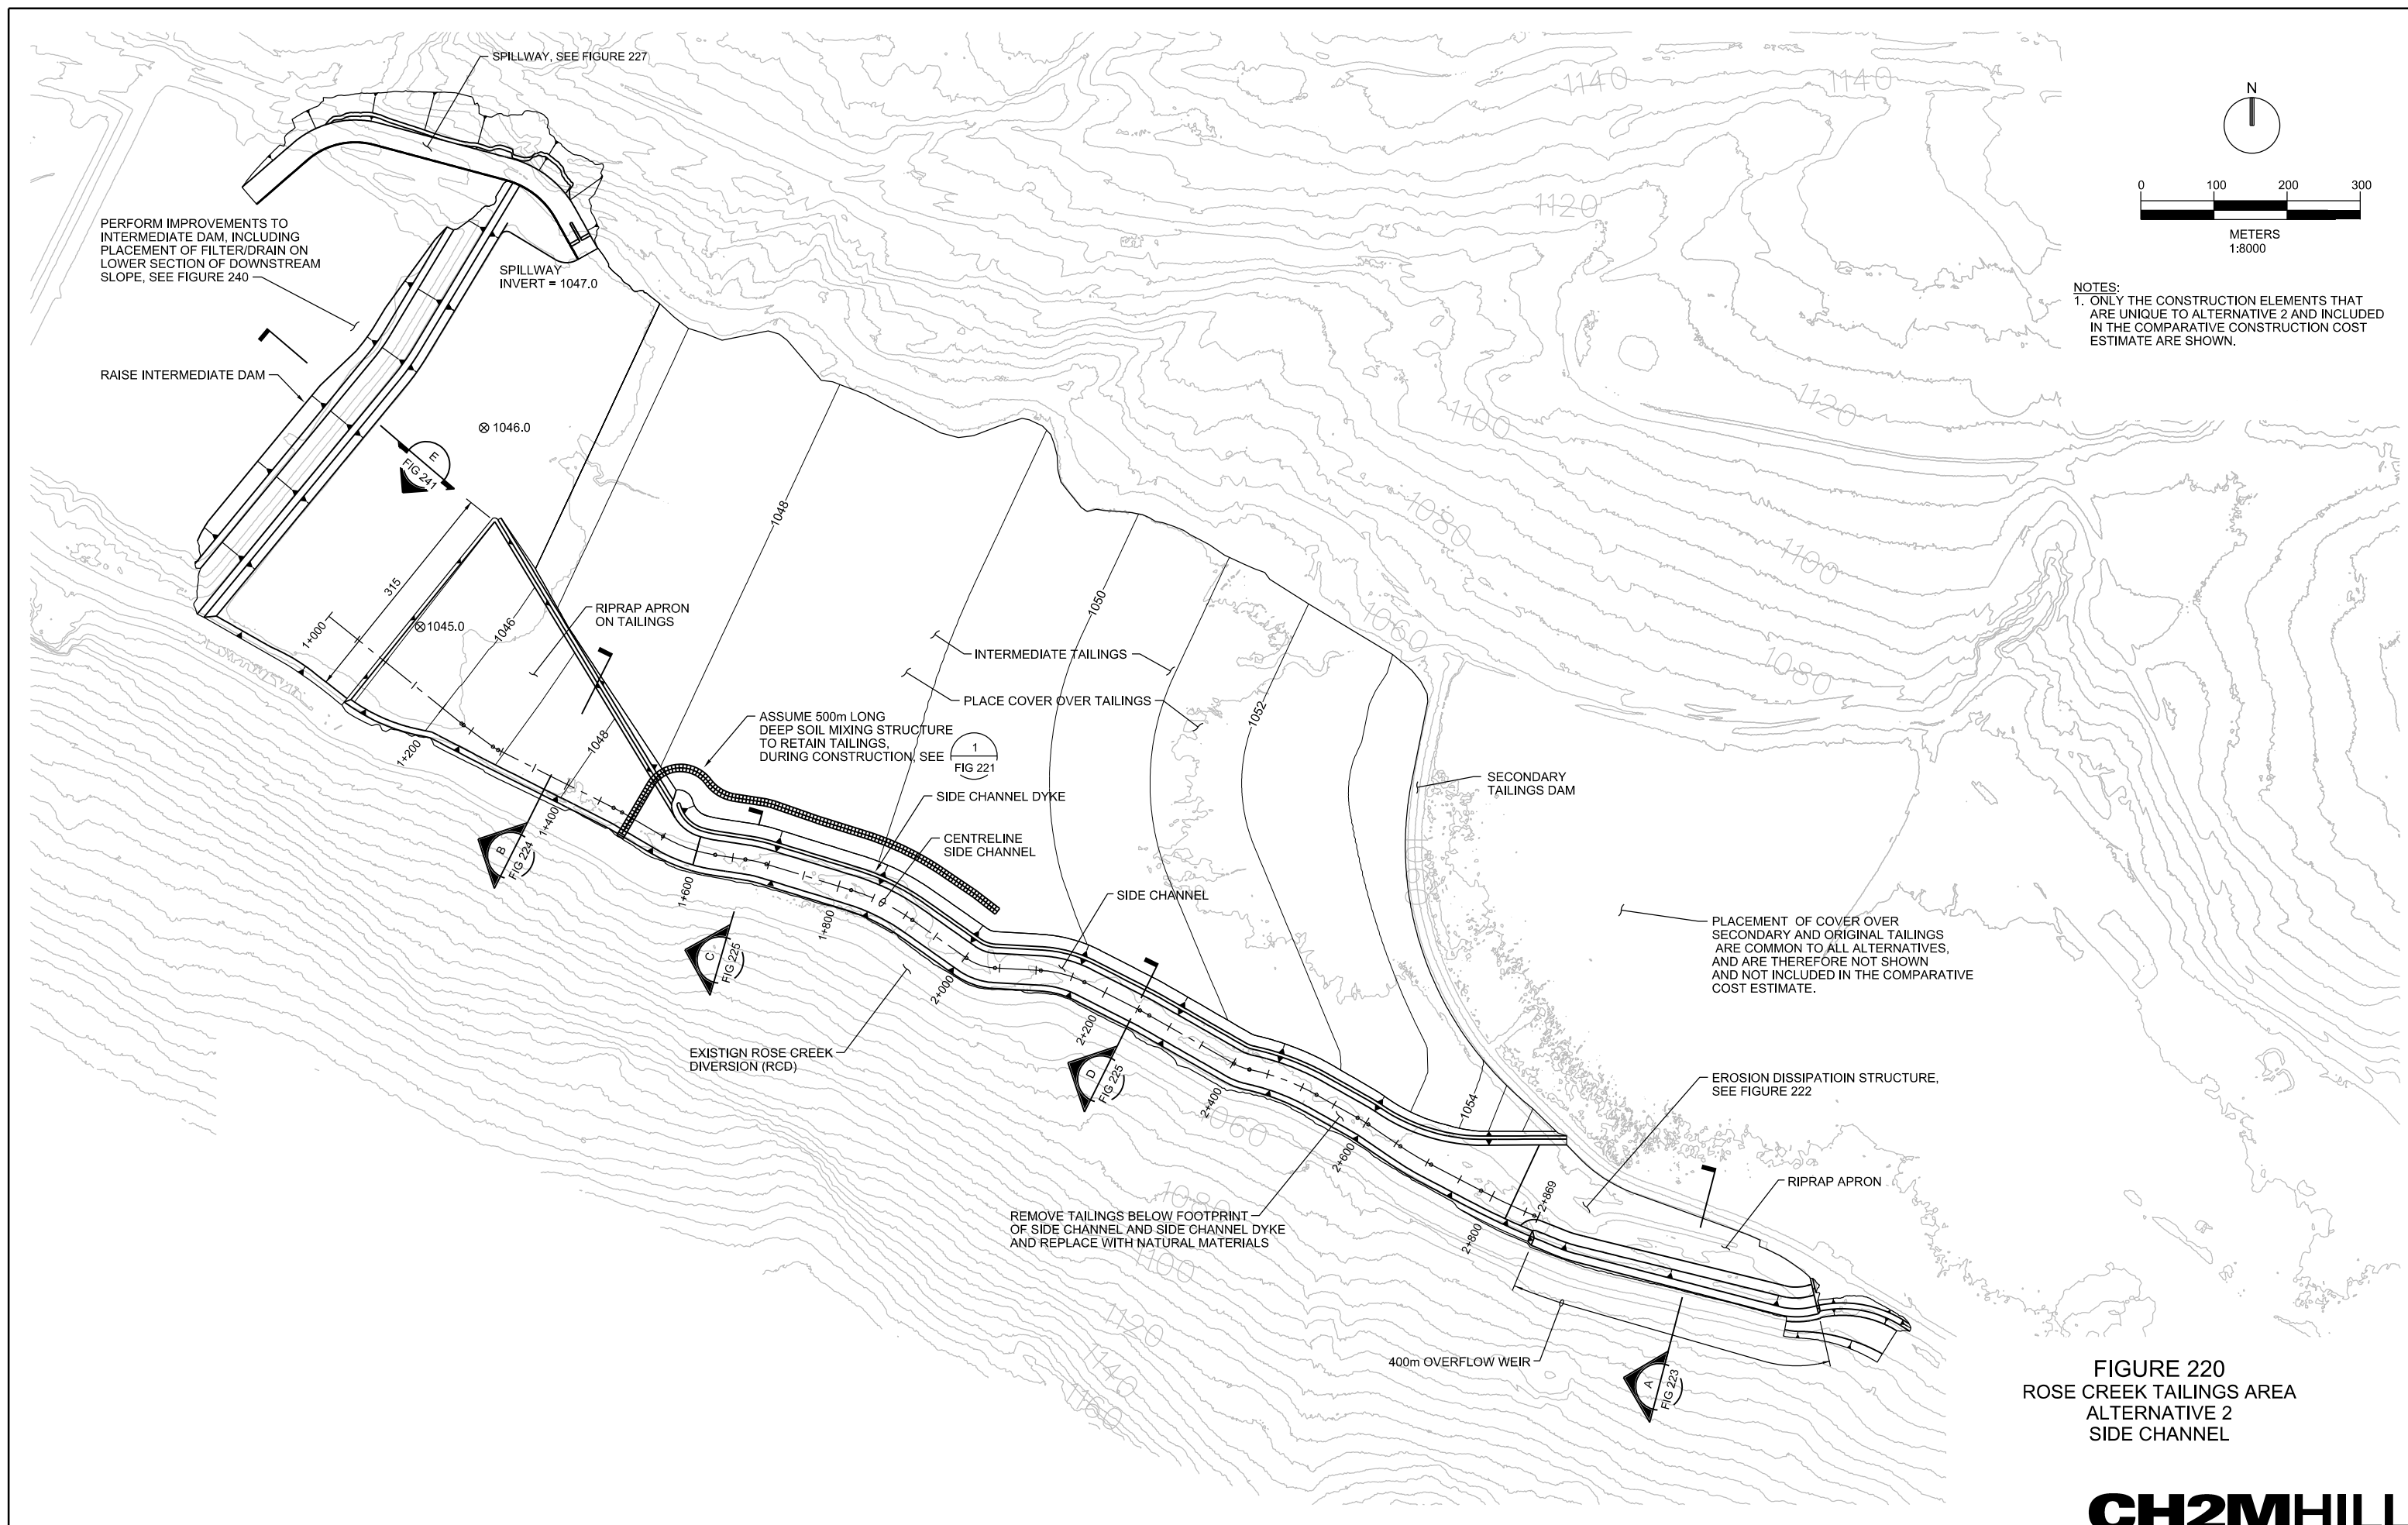 SPILLWAY, SEE FIGURE 227
1140
1140
N
0 100 200 300
METERS
1:8000
1120
PERFORM IMPROVEMENTS TO
INTERMEDIATE DAM, INCLUDING
PLACEMENT OF FILTER/DRAIN ON
LOWER SECTION OF DOWNSTREAM
SLOPE, SEE FIGURE 240
SPILLWAY
INVERT = 1047.0
NOTES:
1. ONLY THE CONSTRUCTION ELEMENTS THAT
ARE UNIQUE TO ALTERNATIVE 2 AND INCLUDED
IN THE COMPARATIVE CONSTRUCTION COST
ESTIMATE ARE SHOWN.
RAISE INTERMEDIATE DAM
1120
1100
1046.0
E
FIG 241
1048
1080
1100
315
1050
1060
1080
RIPRAP APRON
ON TAILINGS
1+000
1045.0
1046
INTERMEDIATE TAILINGS
PLACE COVER OVER TAILINGS
1052
ASSUME 500m LONG
DEEP SOIL MIXING STRUCTURE
TO RETAIN TAILINGS,
DURING CONSTRUCTION, SEE
1
FIG 221
1048
1+200
SECONDARY
TAILINGS DAM
SIDE CHANNEL DYKE
1+400
B
FIG 224
CENTRELINE
SIDE CHANNEL
SIDE CHANNEL
1+600
1+800
C
FIG 225
PLACEMENT OF COVER OVER
SECONDARY AND ORIGINAL TAILINGS
ARE COMMON TO ALL ALTERNATIVES,
AND ARE THEREFORE NOT SHOWN
AND NOT INCLUDED IN THE COMPARATIVE
COST ESTIMATE.
2+000
2+200
EXISTIGN ROSE CREEK
DIVERSION (RCD)
D
FIG 225
2+400
1060
1054
EROSION DISSIPATIOIN STRUCTURE,
SEE FIGURE 222
2+600
RIPRAP APRON
2+869
1080
REMOVE TAILINGS BELOW FOOTPRINT
OF SIDE CHANNEL AND SIDE CHANNEL DYKE
AND REPLACE WITH NATURAL MATERIALS
2+800
1100
1120
1140
1160
400m OVERFLOW WEIR
A
FIG 223
FIGURE 220
ROSE CREEK TAILINGS AREA
ALTERNATIVE 2
SIDE CHANNEL
CH2MHILL